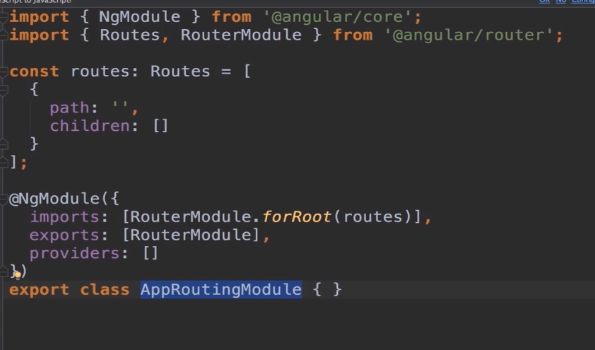 import { NgModule } from '@angular/core';
import { Routes, RouterModule } from '@angular/router';
const routes: Routes = [
{
path: '',
children: []
}
];
@NgModule({
imports: [RouterModule.forRoot(routes)],
exports: [RouterModule],
providers: []
})
export class AppRoutingModule { }